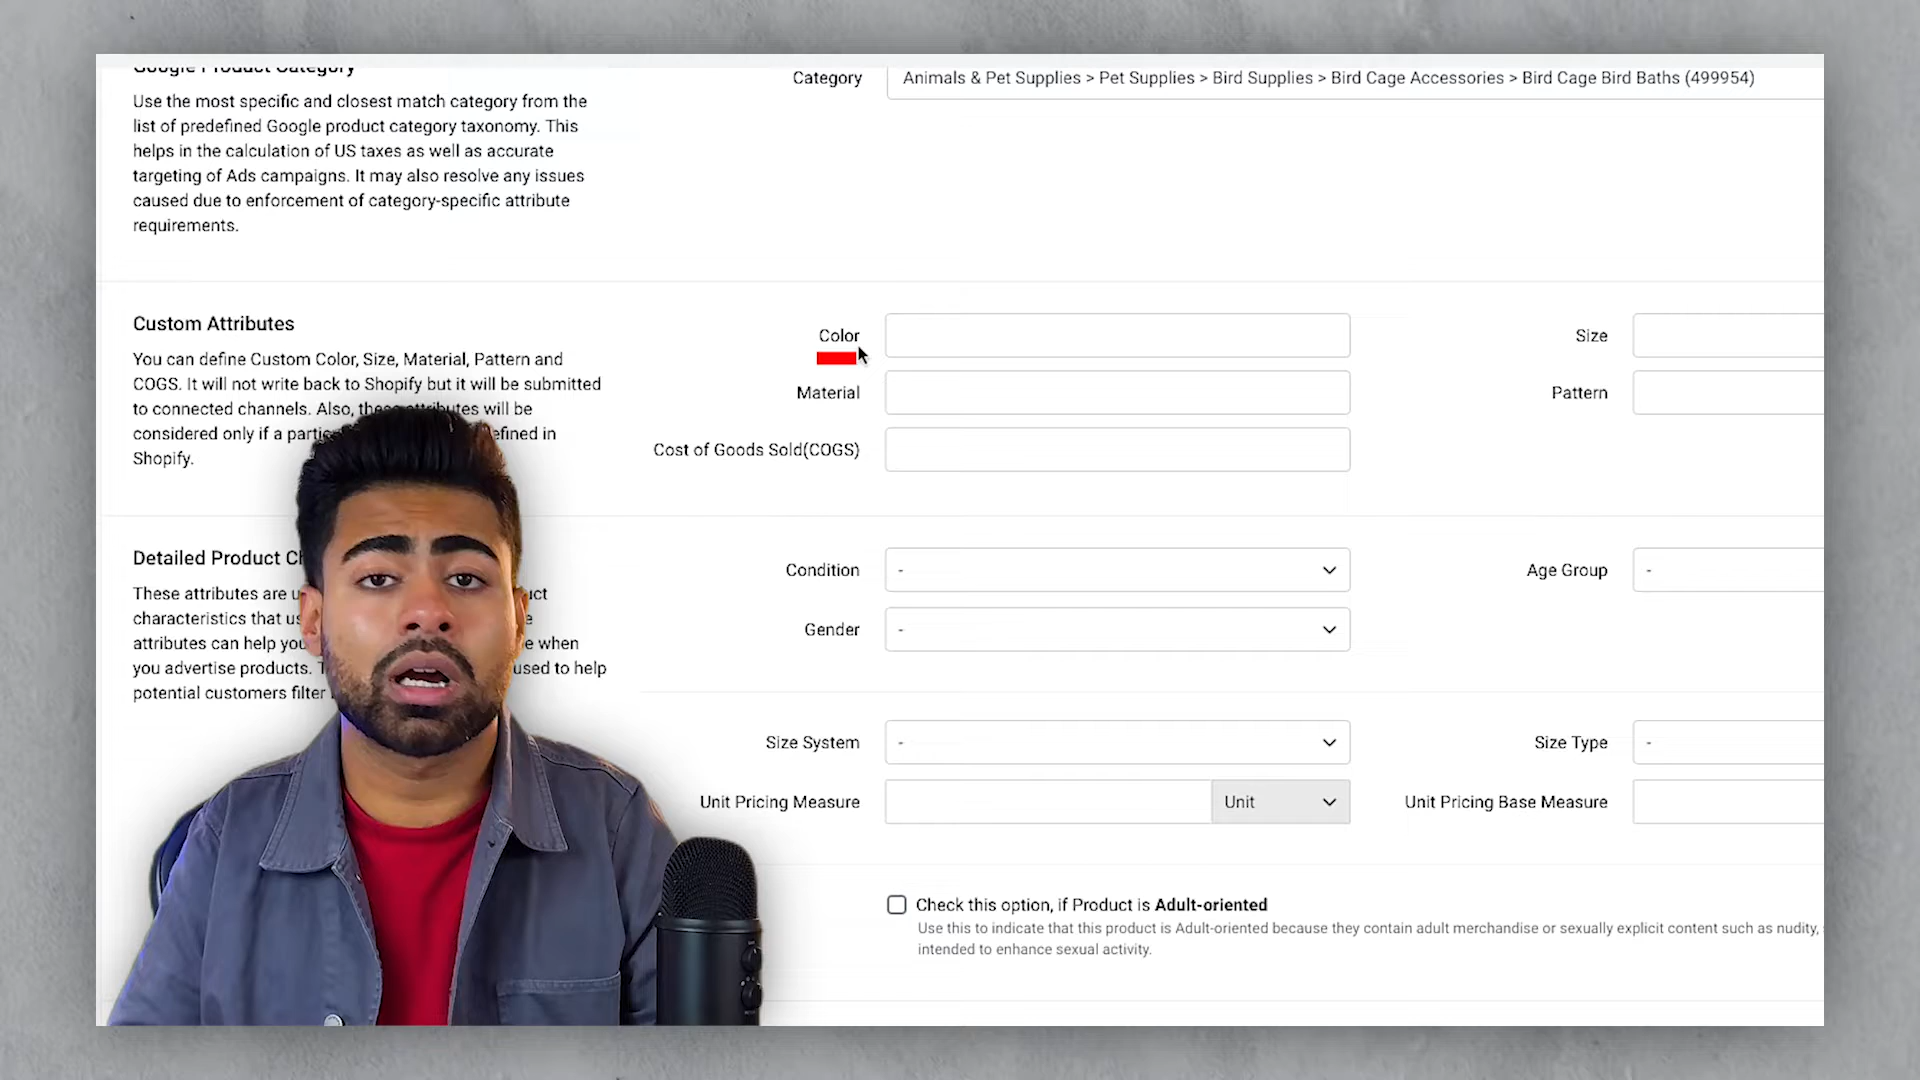 Google Product Category
Use the most specific and closest match category from the
list of predefined Google product category taxonomy. This
helps in the calculation of US taxes as well as accurate
targeting of Ads campaigns. It may also resolve any issues
caused due to enforcement of category-specific attribute
requirements.
Category
Animals & Pet Supplies > Pet Supplies > Bird Supplies > Bird Cage Accessories > Bird Cage Bird Baths (499954)
Custom Attributes
You can define Custom Color, Size, Material, Pattern and
COGS. It will not write back to Shopify but it will be submitted
to connected channels. Also, these attributes will be
considered only if a efined in
Shopify.
Color
Size
Material
Pattern
Cost of Goods Sold(COGS)
Detailed Product
These attributes are
characteristics that
attributes can help you e when
you advertise products. used to help
potential customers filter
Condition -
Age Group -
Gender -
Size System -
Size Type -
Unit Pricing Measure Unit
Unit Pricing Base Measure
Check this option, if Product is Adult-oriented
Use this to indicate that this product is Adult-oriented because they contain adult merchandise or sexually explicit content such as nudity,
intended to enhance sexual activity.